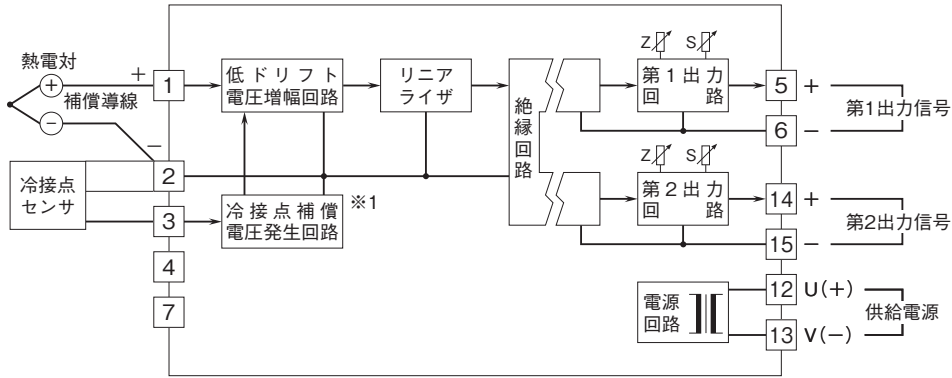 熱電対
+
補償導線
−
+
−
冷接点
センサ
1
2
3
4
7
低ドリフト
電圧増幅回路
リニア
ライザ
冷接点補償
電圧発生回路
※1
絶縁回路
Z
S
第1出力
回路
Z
S
第2出力
回路
電源
回路
5
+
6
−
第1出力信号
14
+
15
−
第2出力信号
12
U(+)
13
V(−)
供給電源